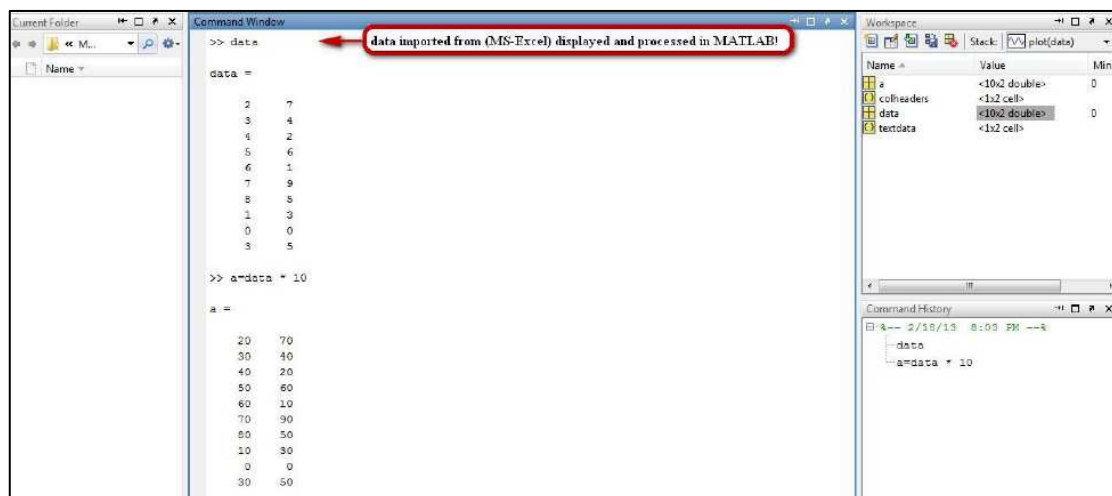 Current Folder
« M...
Name
Command Window
>> data
data imported from (MS-Excel) displayed and processed in MATLAB!
data =
2 7
3 4
4 2
5 6
6 1
7 9
8 5
1 3
0 0
3 5
>> a=data * 10
a =
20 70
30 40
40 20
50 60
60 10
70 90
80 50
10 30
0 0
30 50
Workspace
Stack: plot(data)
Name Value Min
a <10x2 double> 0
colheaders <1x2 cell>
data <10x2 double> 0
textdata <1x2 cell>
Command History
%-- 2/18/13 8:03 PM --%
data
a=data * 10